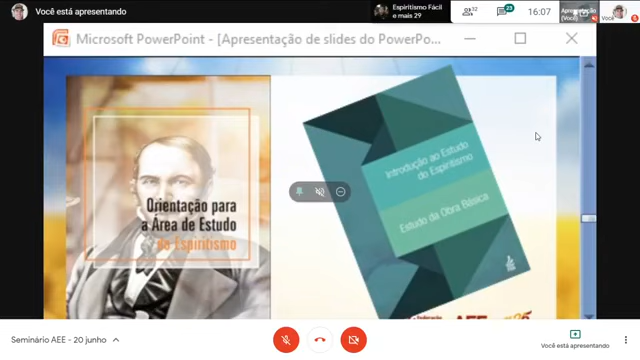 Você está apresentando
Espiritismo Fácil
e mais 29
32
23
16:07
Apresentação
(Você
Você
Microsoft PowerPoint - [Apresentação de slides do PowerPo...
Orientação para
a Área de Estudo
do Espiritismo
Introdução ao Estudo
do Espiritismo
Estudo da Obra Básica
AEE
Seminário AEE - 20 junho
Você está apresentando